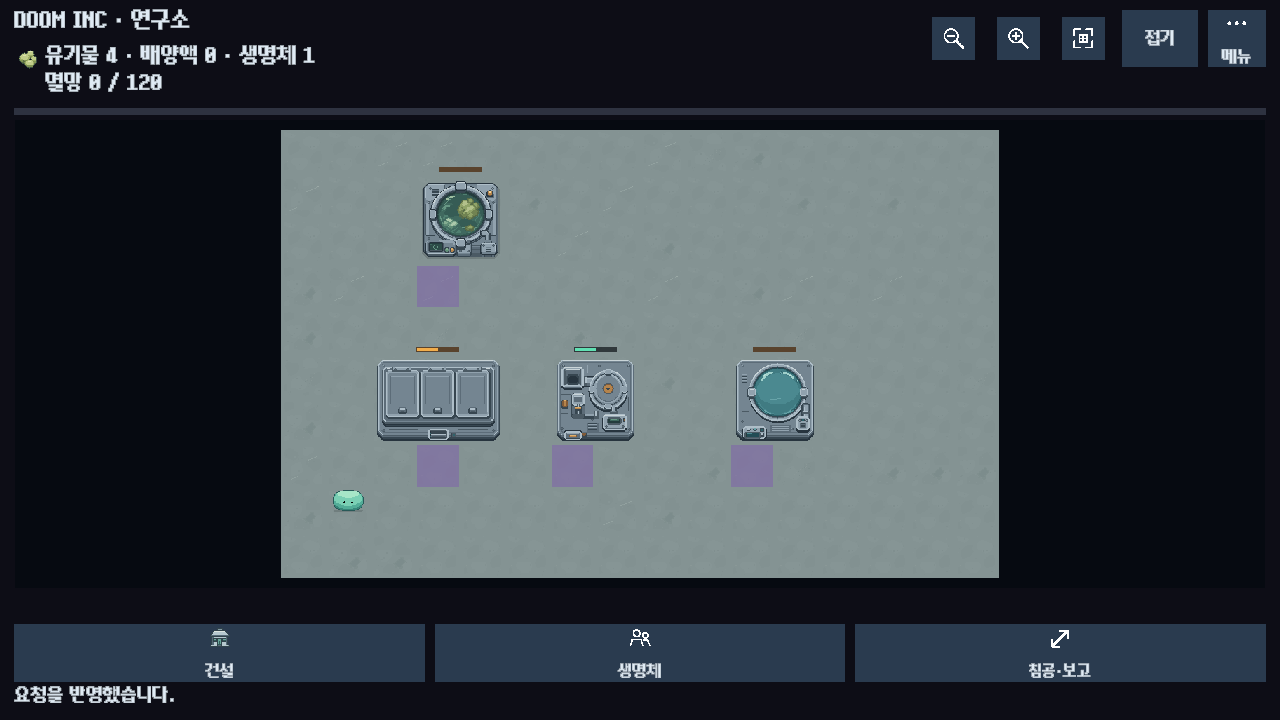 DOOM INC · 연구소
유기물 4 · 배양액 0 · 생명체 1
멸망 0 / 120
접기
메뉴
건설
생명체
침공·보고
요청을 반영했습니다.